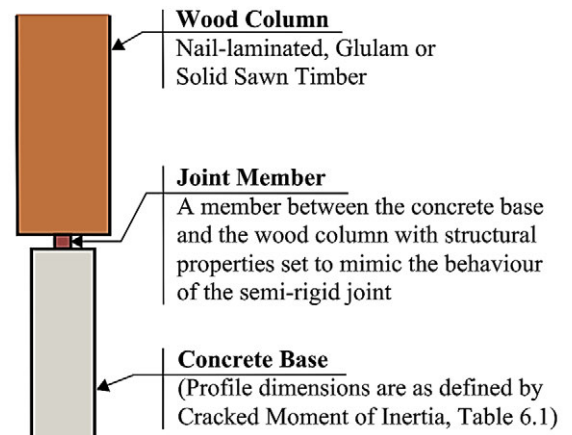 Wood Column
Nail-laminated, Glulam or
Solid Sawn Timber
Joint Member
A member between the concrete base
and the wood column with structural
properties set to mimic the behaviour
of the semi-rigid joint
Concrete Base
(Profile dimensions are as defined by
Cracked Moment of Inertia, Table 6.1)